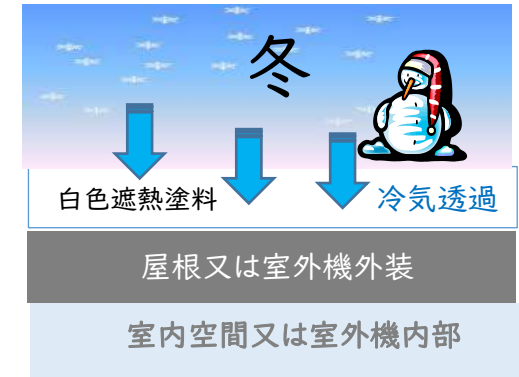 冬
白色遮熱塗料 冷気透過
屋根又は室外機外装
室内空間又は室外機内部